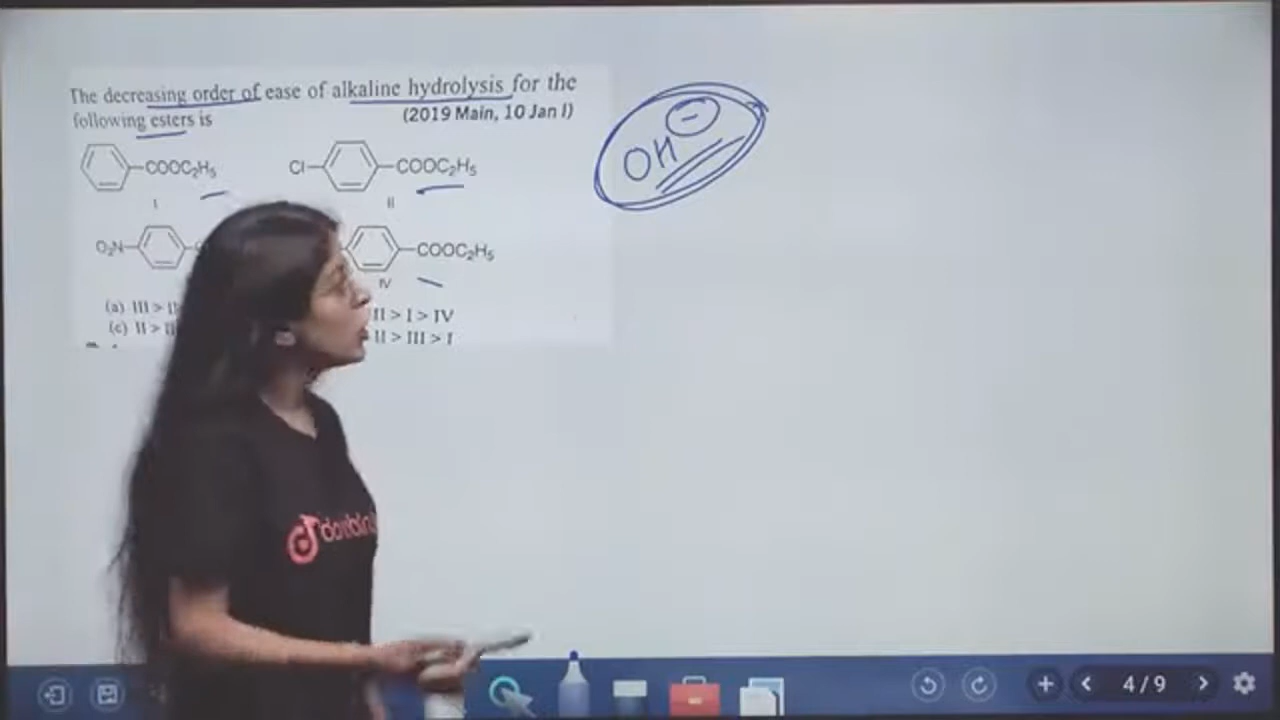 The decreasing order of ease of alkaline hydrolysis for the
following esters is (2019 Main, 10 Jan I)
COOC₂H₅ Cl COOC₂H₅
I II
O₂N COOC₂H₅
IV
(a) III > II II > I > IV
(c) II > II > III > I
OH⁻
4/9